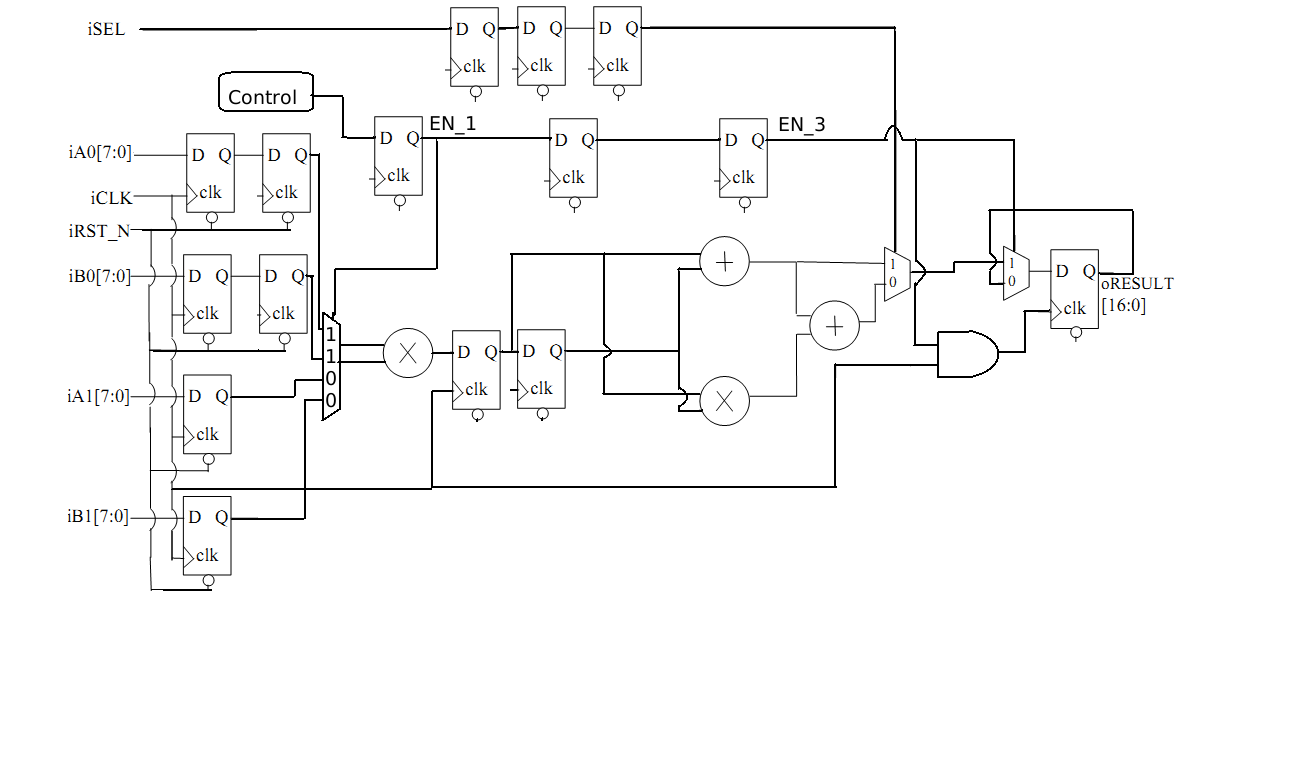 iSEL
D Q D Q D Q
clk clk clk
Control
EN_1
EN_3
D Q D Q D Q
clk clk clk
iA0[7:0]
D Q D Q
iCLK
clk clk
iRST_N
iB0[7:0]
D Q D Q
clk clk
1
0
1
0
D Q
oRESULT
[16:0]
clk
1
1
0
0
D Q D Q
clk clk
iA1[7:0]
D Q
clk
iB1[7:0]
D Q
clk